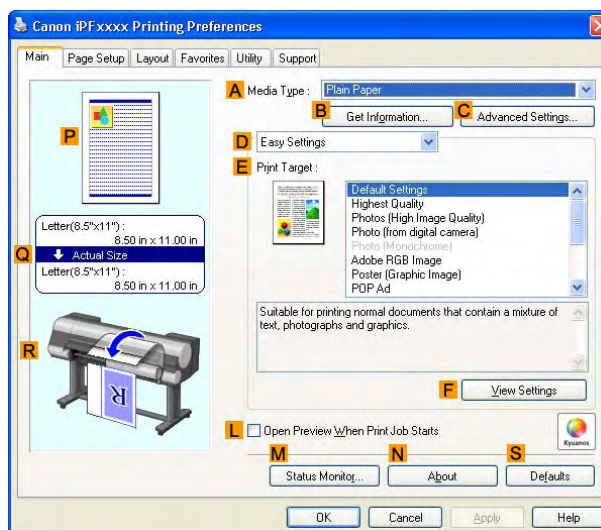 Canon iPFxxxx Printing Preferences
Main Page Setup Layout Favorites Utility Support
A Media Type : Plain Paper
B Get Information... C Advanced Settings...
D Easy Settings
E Print Target :
P
Default Settings
Highest Quality
Photos (High Image Quality)
Photo (from digital camera)
Photo (Monochrome)
Adobe RGB Image
Poster (Graphic Image)
POP Ad
Letter(8.5"x11") :
8.50 in x 11.00 in
Q Actual Size
Letter(8.5"x11") :
8.50 in x 11.00 in
Suitable for printing normal documents that contain a mixture of
text, photographs and graphics.
R
R
F View Settings
L Open Preview When Print Job Starts
Kyuanos
M N S
Status Monitor... About Defaults
OK Cancel Apply Help